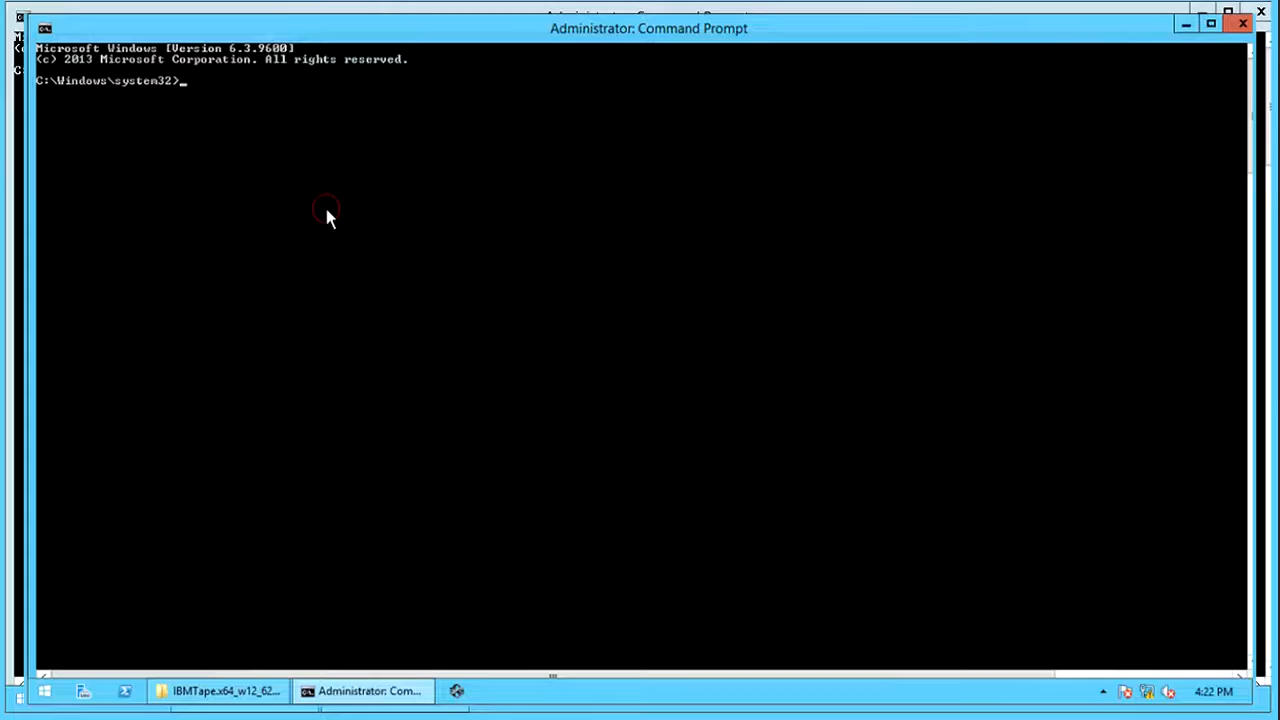 Administrator: Command Prompt
Microsoft Windows [Version 6.3.9600]
(c) 2013 Microsoft Corporation. All rights reserved.
C:\Windows\system32>
IBMTape.x64_w12_62...
Administrator: Com...
4:22 PM